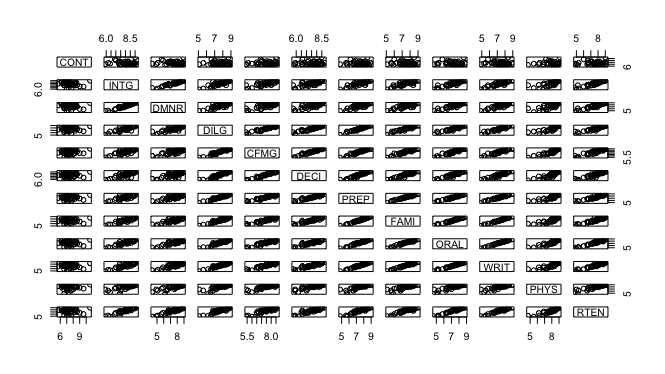 6.0 8.5 5 7 9 6.0 8.5 5 7 9 5 7 9 5 8
CONT 6
6.0 INTG
DMNR 5
5 DILG
CFMG 5.5
6.0 DECI
PREP 5
5 FAMI
ORAL 5
5 WRIT
PHYS 5
5 RTEN
6 9 5 8 5.5 8.0 5 7 9 5 7 9 5 8